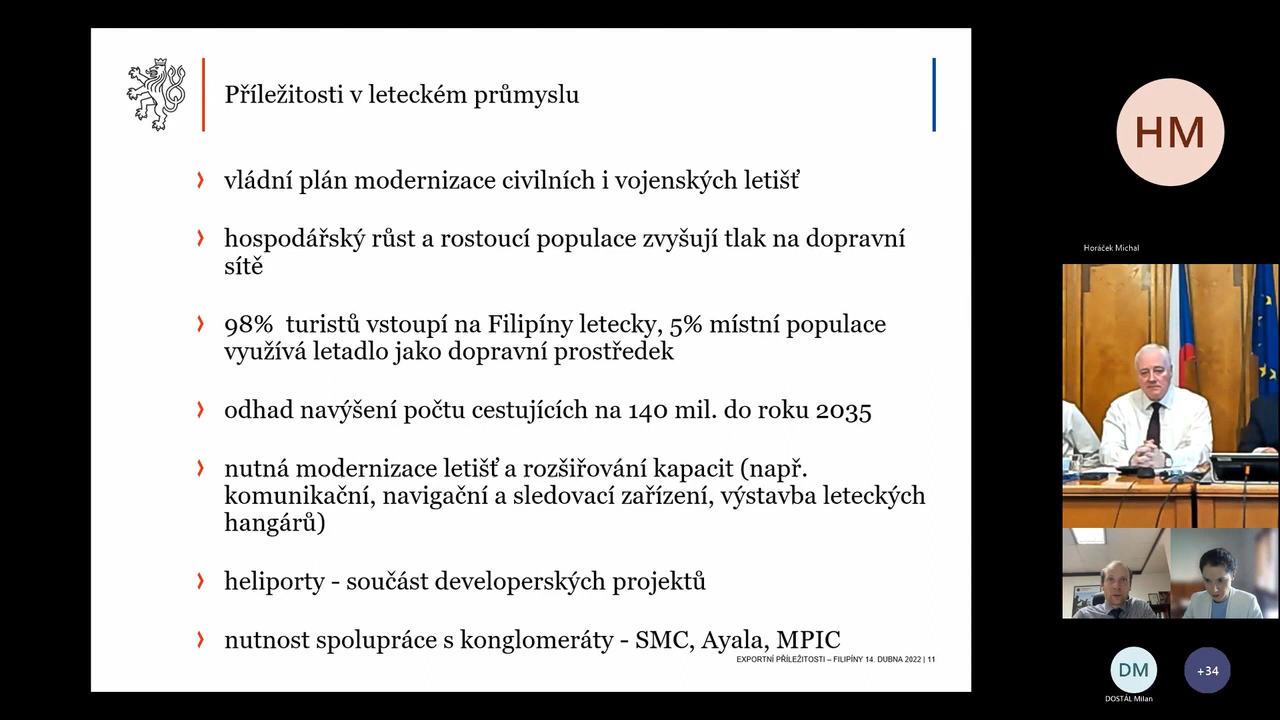 Příležitosti v leteckém průmyslu
vládní plán modernizace civilních i vojenských letišť
hospodářský růst a rostoucí populace zvyšují tlak na dopravní
sítě
98% turistů vstoupí na Filipíny letecky, 5% místní populace
využívá letadlo jako dopravní prostředek
odhad navýšení počtu cestujících na 140 mil. do roku 2035
nutná modernizace letišť a rozšiřování kapacit (např.
komunikační, navigační a sledovací zařízení, výstavba leteckých
hangárů)
heliporty - součást developerských projektů
nutnost spolupráce s konglomeráty - SMC, Ayala, MPIC
EXPORTNÍ PŘÍLEŽITOSTI – FILIPÍNY 14. DUBNA 2022 | 11
HM
Horáček Michal
DM
+34
DOSTÁL Milan